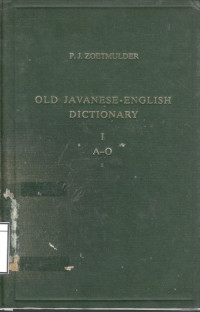 P. J. ZOETMULDER
OLD JAVANESE-ENGLISH
DICTIONARY
I
A–O